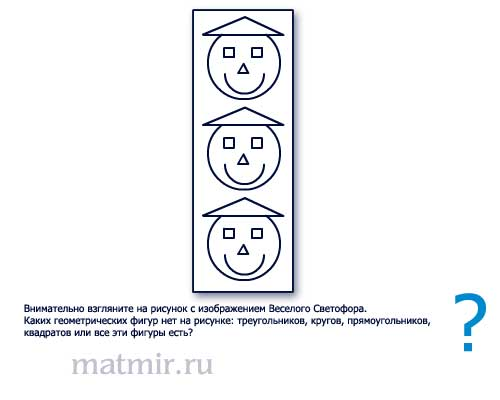 Внимательно взгляните на рисунок с изображением Веселого Светофора.
Каких геометрических фигур нет на рисунке: треугольников, кругов, прямоугольников,
квадратов или все эти фигуры есть?
?
matmir.ru